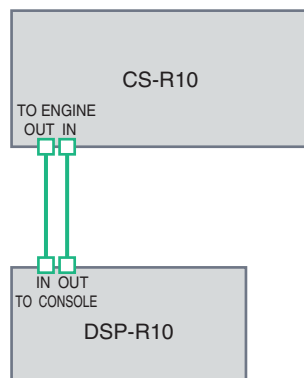 CS-R10
TO ENGINE
OUT IN
IN OUT
TO CONSOLE
DSP-R10